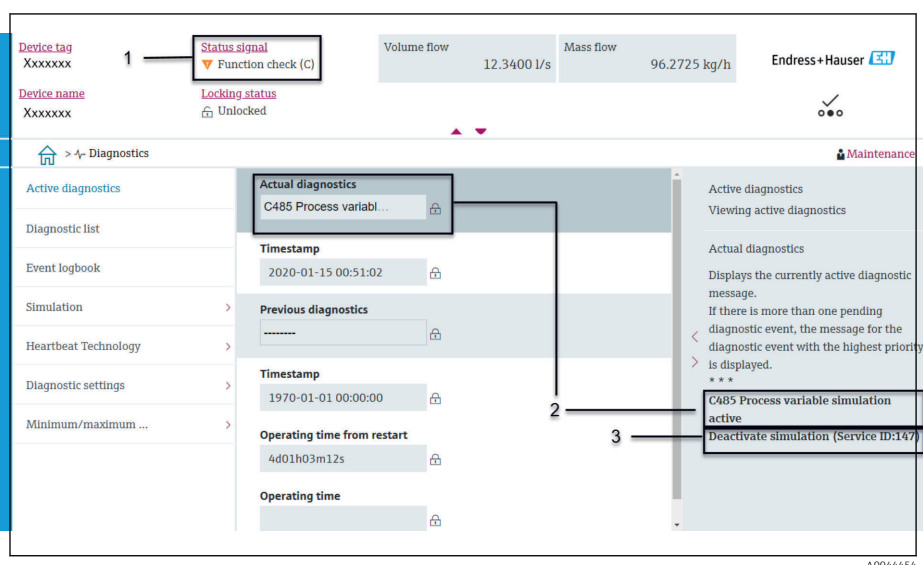 Device tag
Xxxxxxx
1
Status signal
Function check (C)
Volume flow
12.3400 l/s
Mass flow
96.2725 kg/h
Endress+Hauser EH
Device name
Xxxxxxx
Locking status
Unlocked
> Diagnostics
Maintenance
Active diagnostics
Diagnostic list
Event logbook
Simulation
Heartbeat Technology
Diagnostic settings
Minimum/maximum ...
Actual diagnostics
C485 Process variabl...
Timestamp
2020-01-15 00:51:02
Previous diagnostics
--------
Timestamp
1970-01-01 00:00:00
Operating time from restart
4d01h03m12s
Operating time
2
3
Active diagnostics
Viewing active diagnostics
Actual diagnostics
Displays the currently active diagnostic
message.
If there is more than one pending
diagnostic event, the message for the
diagnostic event with the highest priority
is displayed.
* * *
C485 Process variable simulation
active
Deactivate simulation (Service ID:147)